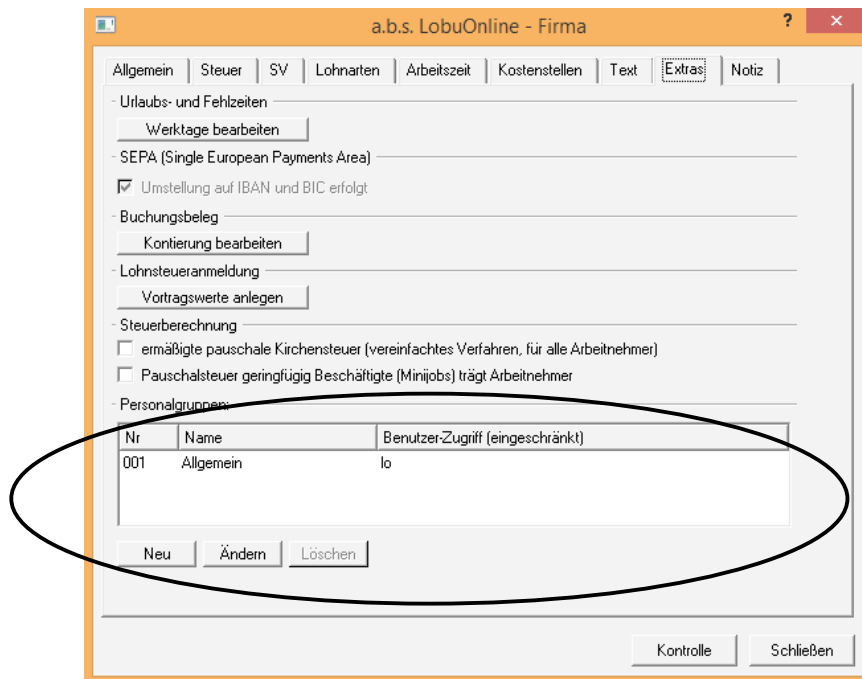 a.b.s. LobuOnline - Firma ? ×
Allgemein Steuer SV Lohnarten Arbeitszeit Kostenstellen Text Extras Notiz
Urlaubs- und Fehlzeiten
Werktage bearbeiten
SEPA (Single European Payments Area)
Umstellung auf IBAN und BIC erfolgt
Buchungsbeleg
Kontierung bearbeiten
Lohnsteueranmeldung
Vortragswerte anlegen
Steuerberechnung
ermäßigte pauschale Kirchensteuer (vereinfachtes Verfahren, für alle Arbeitnehmer)
Pauschalsteuer geringfügig Beschäftigte (Minijobs) trägt Arbeitnehmer
Personalgruppen:
Nr Name Benutzer-Zugriff (eingeschränkt)
001 Allgemein lo
Neu Ändern Löschen
Kontrolle Schließen